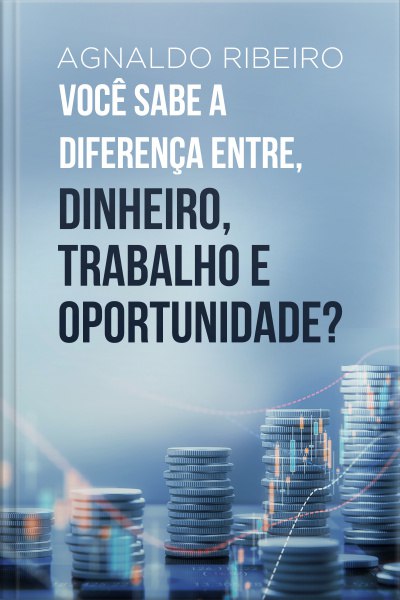 AGNALDO RIBEIRO
VOCÊ SABE A
DIFERENÇA ENTRE,
DINHEIRO,
TRABALHO E
OPORTUNIDADE?